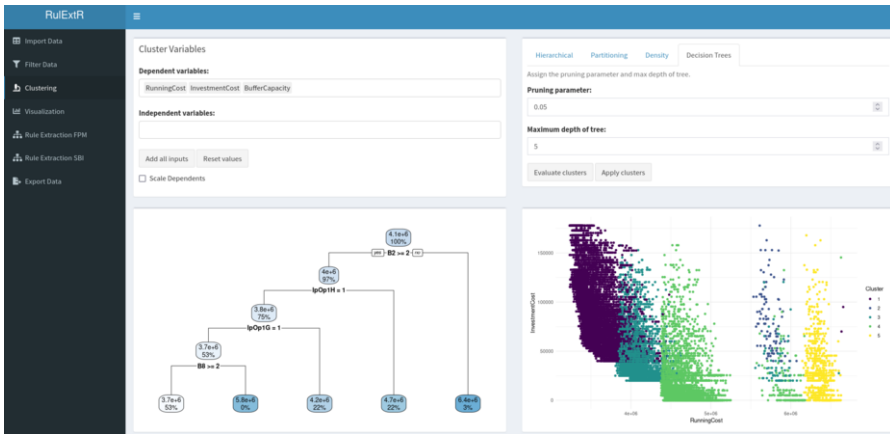 RulExtR
Import Data
Filter Data
Clustering
Visualization
Rule Extraction FPM
Rule Extraction SBI
Export Data
Cluster Variables
Dependent variables:
RunningCost InvestmentCost BufferCapacity
Independent variables:
Add all inputs Reset values
Scale Dependents
Hierarchical Partitioning Density Decision Trees
Assign the pruning parameter and max depth of tree.
Pruning parameter:
0.05
Maximum depth of tree:
5
Evaluate clusters Apply clusters
4.1e+6
100%
yes B2 >= 2 no
4e+6
97%
IpOp1H = 1
3.8e+6
75%
IpOp1G = 1
3.7e+6
53%
B8 >= 2
3.7e+6 5.8e+6 4.2e+6 4.7e+6 6.4e+6
53% 0% 22% 22% 3%
InvestmentCost
150000
100000
50000
0
4e+06 5e+06 6e+06
RunningCost
Cluster
1
2
3
4
5